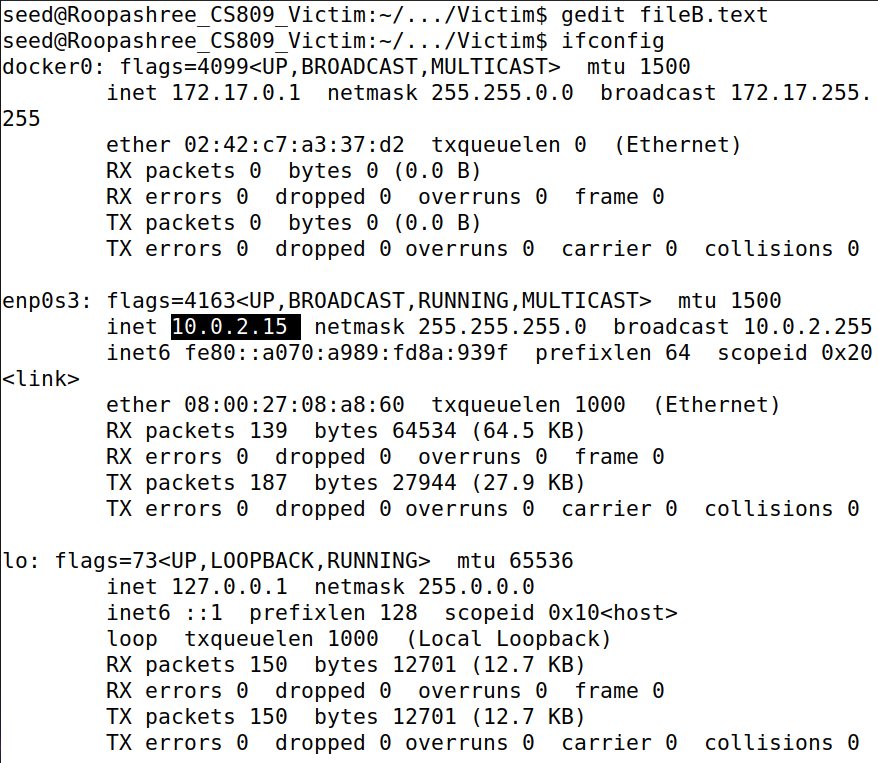 seed@Roopashree_CS809_Victim:~/.../Victim$ gedit fileB.text
seed@Roopashree_CS809_Victim:~/.../Victim$ ifconfig
docker0: flags=4099<UP,BROADCAST,MULTICAST>  mtu 1500
        inet 172.17.0.1  netmask 255.255.0.0  broadcast 172.17.255.
255
        ether 02:42:c7:a3:37:d2  txqueuelen 0  (Ethernet)
        RX packets 0  bytes 0 (0.0 B)
        RX errors 0  dropped 0  overruns 0  frame 0
        TX packets 0  bytes 0 (0.0 B)
        TX errors 0  dropped 0 overruns 0  carrier 0  collisions 0

enp0s3: flags=4163<UP,BROADCAST,RUNNING,MULTICAST>  mtu 1500
        inet 10.0.2.15  netmask 255.255.255.0  broadcast 10.0.2.255
        inet6 fe80::a070:a989:fd8a:939f  prefixlen 64  scopeid 0x20
<link>
        ether 08:00:27:08:a8:60  txqueuelen 1000  (Ethernet)
        RX packets 139  bytes 64534 (64.5 KB)
        RX errors 0  dropped 0  overruns 0  frame 0
        TX packets 187  bytes 27944 (27.9 KB)
        TX errors 0  dropped 0 overruns 0  carrier 0  collisions 0

lo: flags=73<UP,LOOPBACK,RUNNING>  mtu 65536
        inet 127.0.0.1  netmask 255.0.0.0
        inet6 ::1  prefixlen 128  scopeid 0x10<host>
        loop  txqueuelen 1000  (Local Loopback)
        RX packets 150  bytes 12701 (12.7 KB)
        RX errors 0  dropped 0  overruns 0  frame 0
        TX packets 150  bytes 12701 (12.7 KB)
        TX errors 0  dropped 0 overruns 0  carrier 0  collisions 0